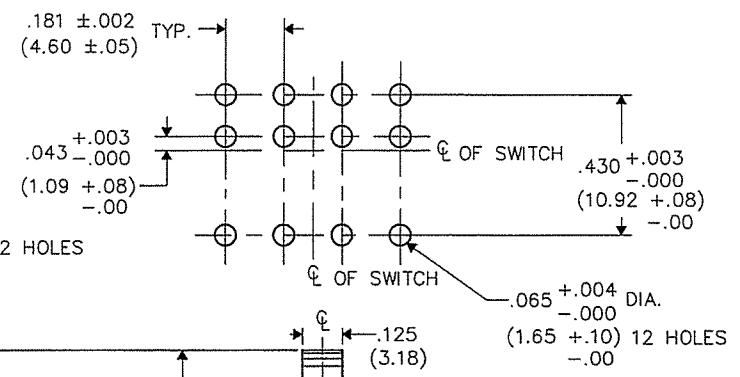 .181 ±.002 TYP.
(4.60 ±.05)
.043 +.003
-.000
(1.09 +.08)
-.00
℄ OF SWITCH
.430 +.003
-.000
(10.92 +.08)
-.00
2 HOLES
℄ OF SWITCH
.065 +.004 DIA.
-.000
(1.65 +.10) 12 HOLES
-.00
℄
.125
(3.18)